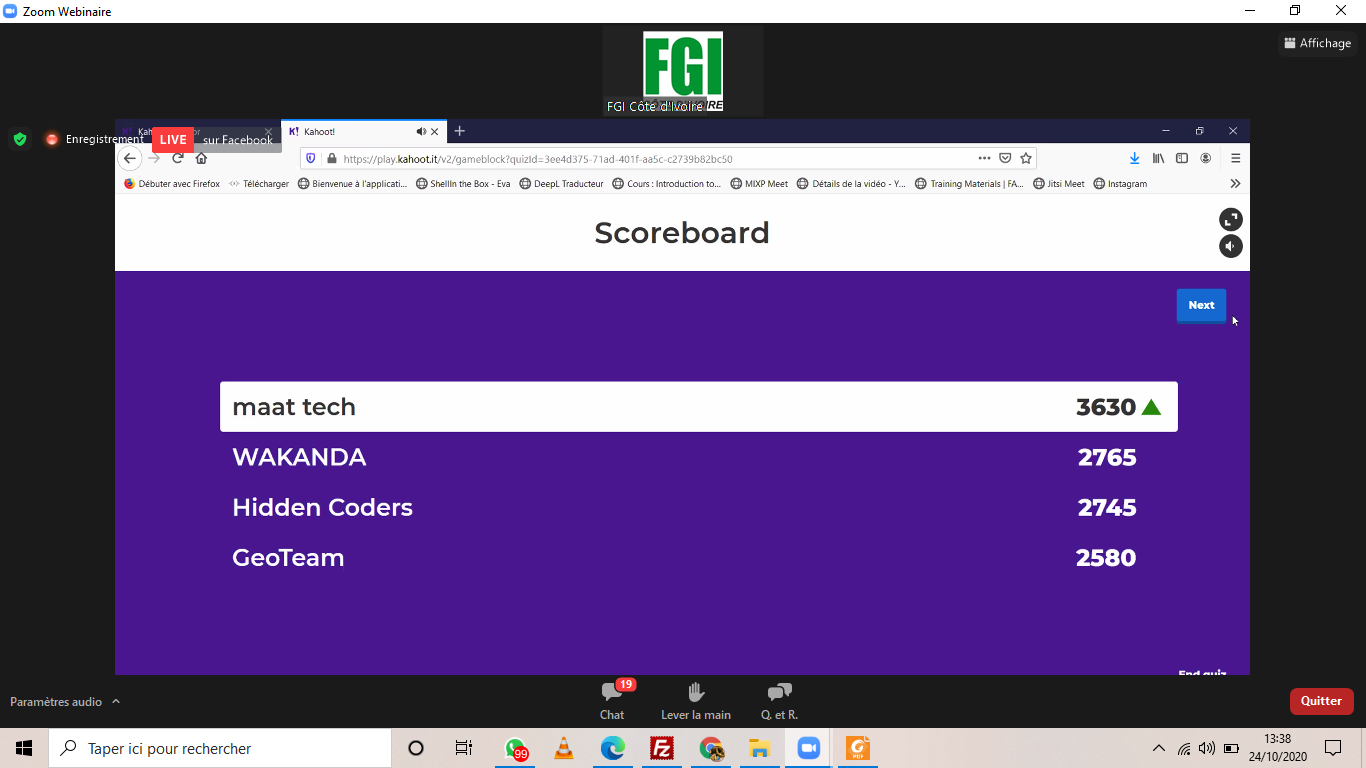 Zoom Webinaire
FGI
FGI Côte d'Ivoire
Affichage
Enregistrement
LIVE
sur Facebook
Kahoot!
https://play.kahoot.it/v2/gameblock?quizId=3ee4d375-71ad-401f-aa5c-c2739b82bc50
Débuter avec Firefox
Télécharger
Bienvenue à l'applicati...
ShellIn the Box - Eva
DeepL Traducteur
Cours : Introduction to...
MIXP Meet
Détails de la vidéo - Y...
Training Materials | FA...
Jitsi Meet
Instagram
Scoreboard
Next
maat tech 3630
WAKANDA 2765
Hidden Coders 2745
GeoTeam 2580
End quiz
Paramètres audio
19
Chat
Lever la main
Q. et R.
Quitter
Taper ici pour rechercher
99
13:38
24/10/2020